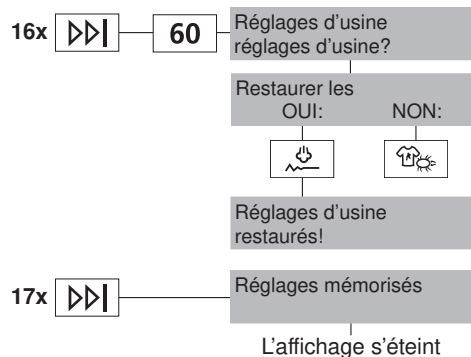 16x
60
Réglages d'usine
réglages d'usine?
Restaurer les
OUI: NON:
Réglages d'usine
restaurés!
17x
Réglages mémorisés
L'affichage s'éteint